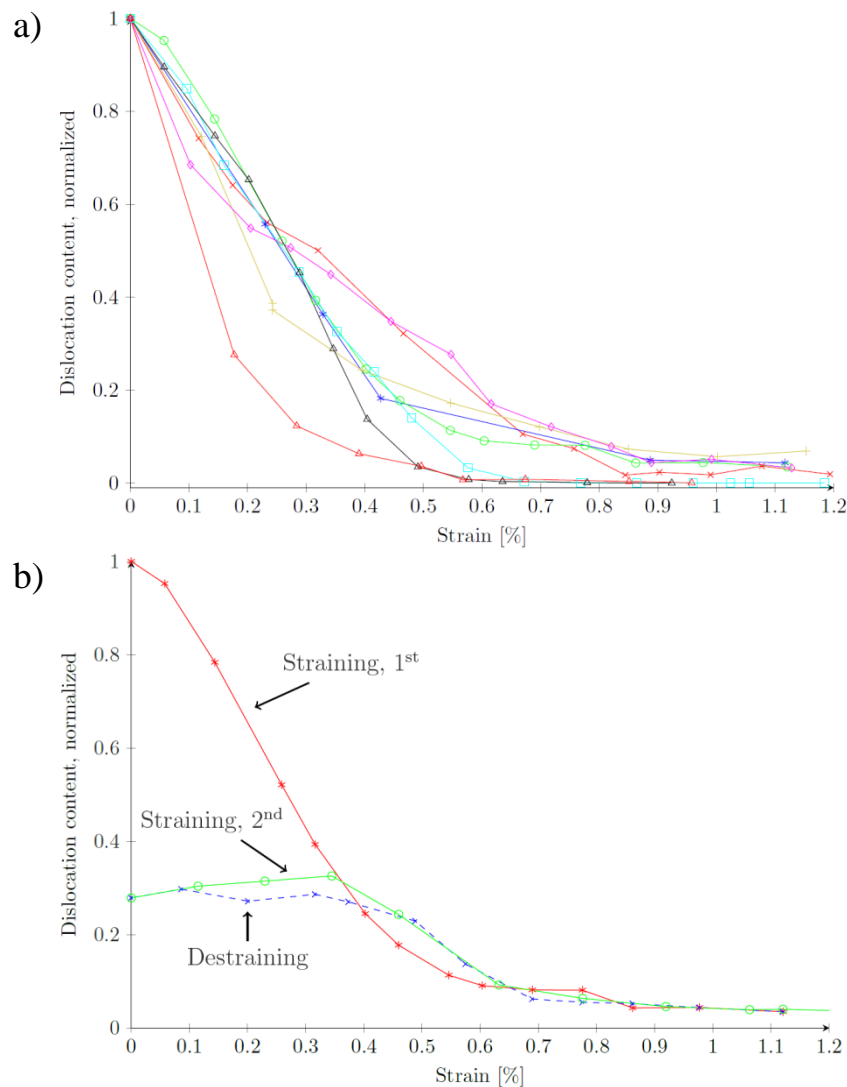 a)
Dislocation content, normalized
1
0.8
0.6
0.4
0.2
0
0 0.1 0.2 0.3 0.4 0.5 0.6 0.7 0.8 0.9 1 1.1 1.2
Strain [%]
b)
Dislocation content, normalized
1
0.8
0.6
0.4
0.2
0
Straining, 1st
Straining, 2nd
Destraining
0 0.1 0.2 0.3 0.4 0.5 0.6 0.7 0.8 0.9 1 1.1 1.2
Strain [%]